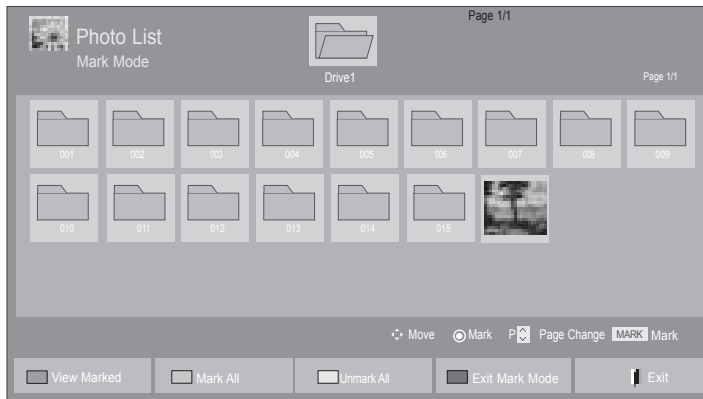 Page 1/1
Photo List
Mark Mode
Drive1
Page 1/1
001 002 003 004 005 006 007 008 009
010 011 012 013 014 015
Move Mark P Page Change MARK Mark
View Marked Mark All Unmark All Exit Mark Mode Exit